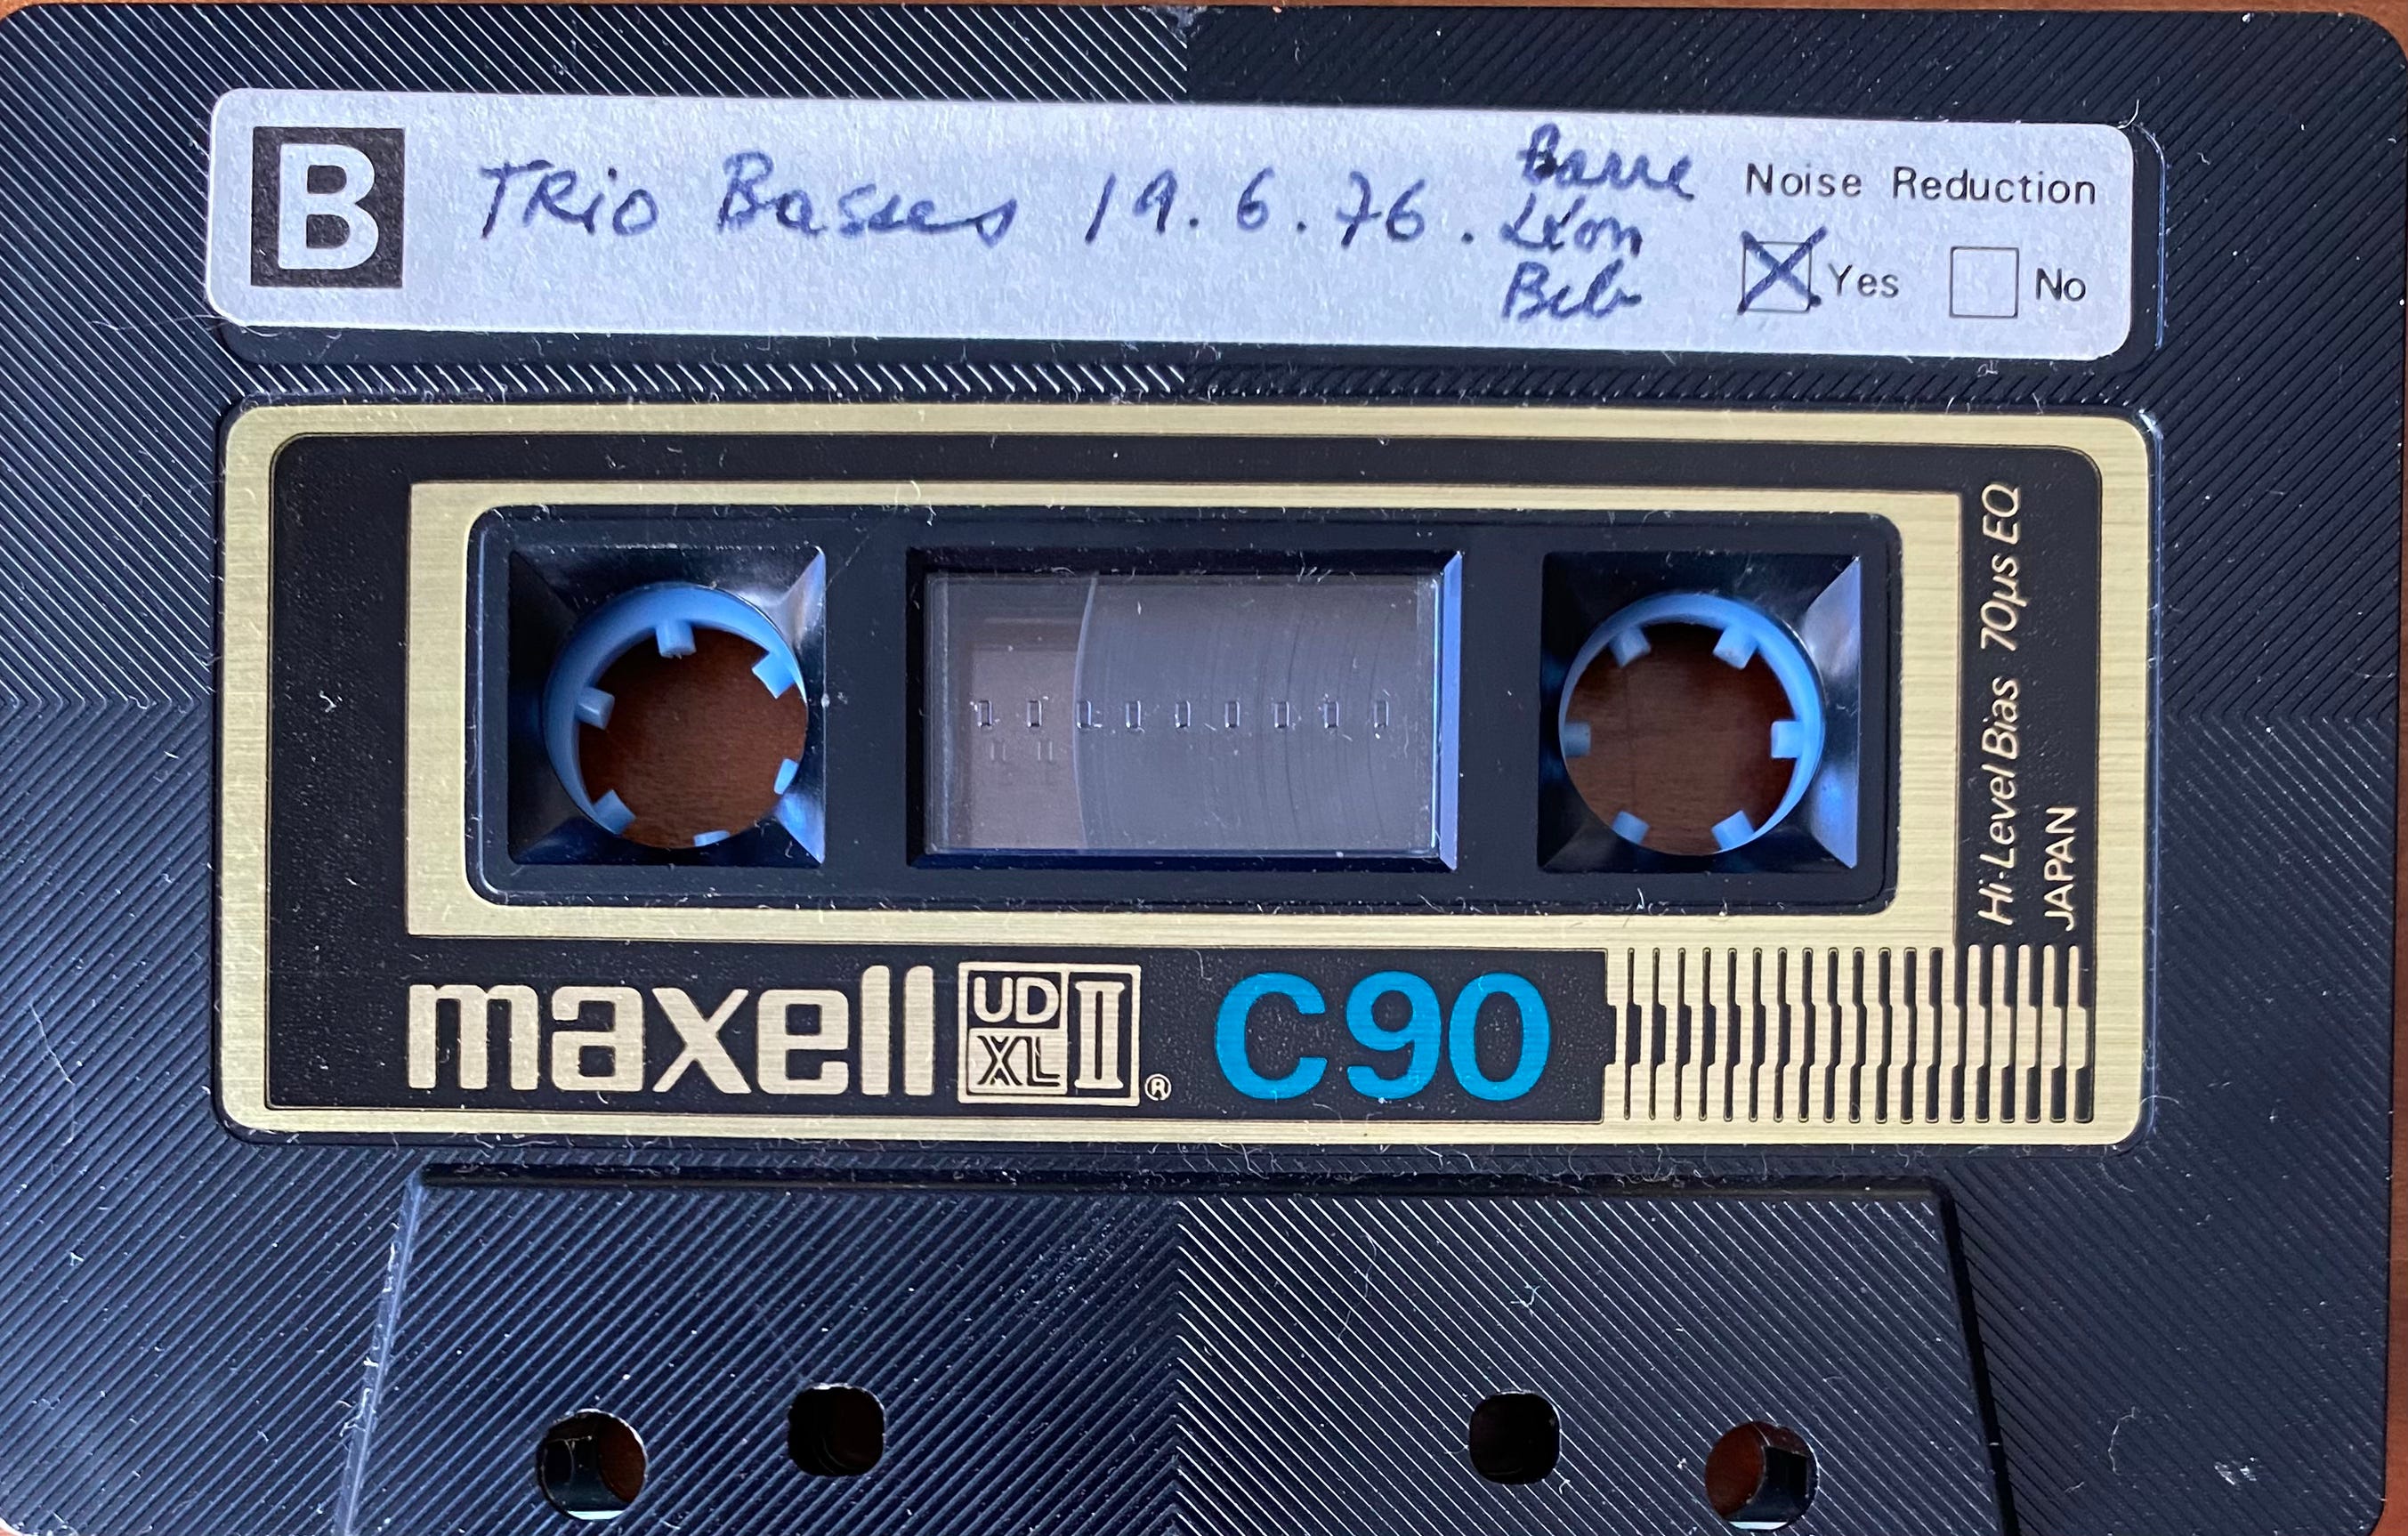 B TRio Basses 19.6.76. Barre
Léon
Beb
Noise Reduction
Yes No
Hi-Level Bias 70µs EQ
JAPAN
maxell UD XL II ® C90